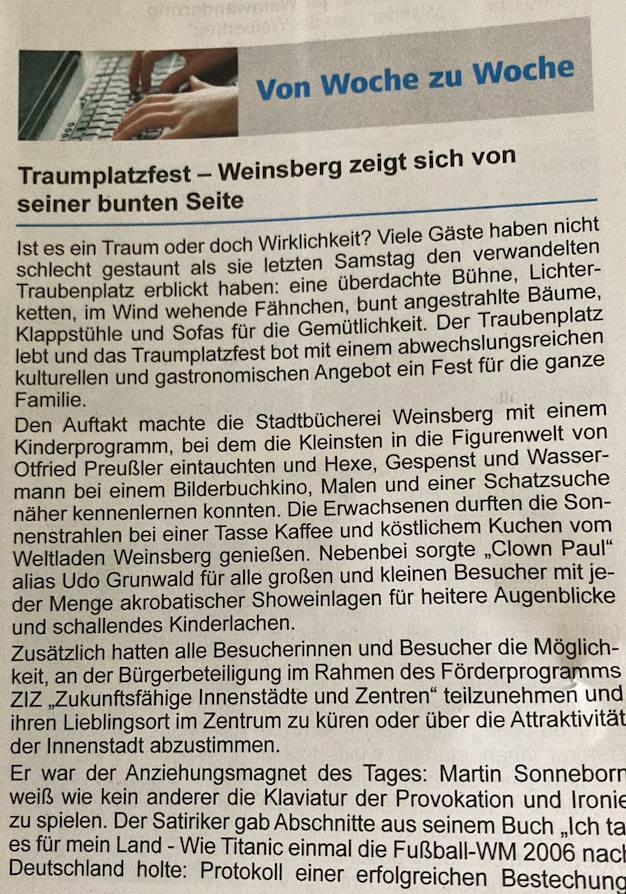 Von Woche zu Woche
Traumplatzfest – Weinsberg zeigt sich von
seiner bunten Seite
Ist es ein Traum oder doch Wirklichkeit? Viele Gäste haben nicht
schlecht gestaunt als sie letzten Samstag den verwandelten
Traubenplatz erblickt haben: eine überdachte Bühne, Lichter-
ketten, im Wind wehende Fähnchen, bunt angestrahlte Bäume,
Klappstühle und Sofas für die Gemütlichkeit. Der Traubenplatz
lebt und das Traumplatzfest bot mit einem abwechslungsreichen
kulturellen und gastronomischen Angebot ein Fest für die ganze
Familie.
Den Auftakt machte die Stadtbücherei Weinsberg mit einem
Kinderprogramm, bei dem die Kleinsten in die Figurenwelt von
Otfried Preußler eintauchten und Hexe, Gespenst und Wasser-
mann bei einem Bilderbuchkino, Malen und einer Schatzsuche
näher kennenlernen konnten. Die Erwachsenen durften die Son-
nenstrahlen bei einer Tasse Kaffee und köstlichem Kuchen vom
Weltladen Weinsberg genießen. Nebenbei sorgte „Clown Paul“
alias Udo Grunwald für alle großen und kleinen Besucher mit je-
der Menge akrobatischer Showeinlagen für heitere Augenblicke
und schallendes Kinderlachen.
Zusätzlich hatten alle Besucherinnen und Besucher die Möglich-
keit, an der Bürgerbeteiligung im Rahmen des Förderprogramms
ZIZ „Zukunftsfähige Innenstädte und Zentren“ teilzunehmen und
ihren Lieblingsort im Zentrum zu küren oder über die Attraktivität
der Innenstadt abzustimmen.
Er war der Anziehungsmagnet des Tages: Martin Sonneborn
weiß wie kein anderer die Klaviatur der Provokation und Ironie
zu spielen. Der Satiriker gab Abschnitte aus seinem Buch „Ich ta
es für mein Land - Wie Titanic einmal die Fußball-WM 2006 nach
Deutschland holte: Protokoll einer erfolgreichen Bestechung